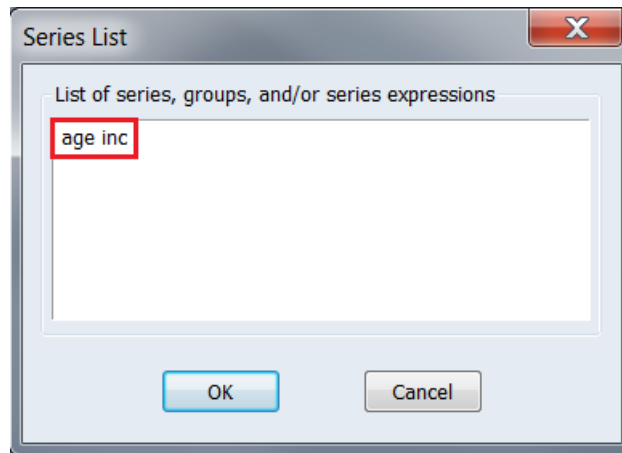 Series List
List of series, groups, and/or series expressions
age inc
OK
Cancel